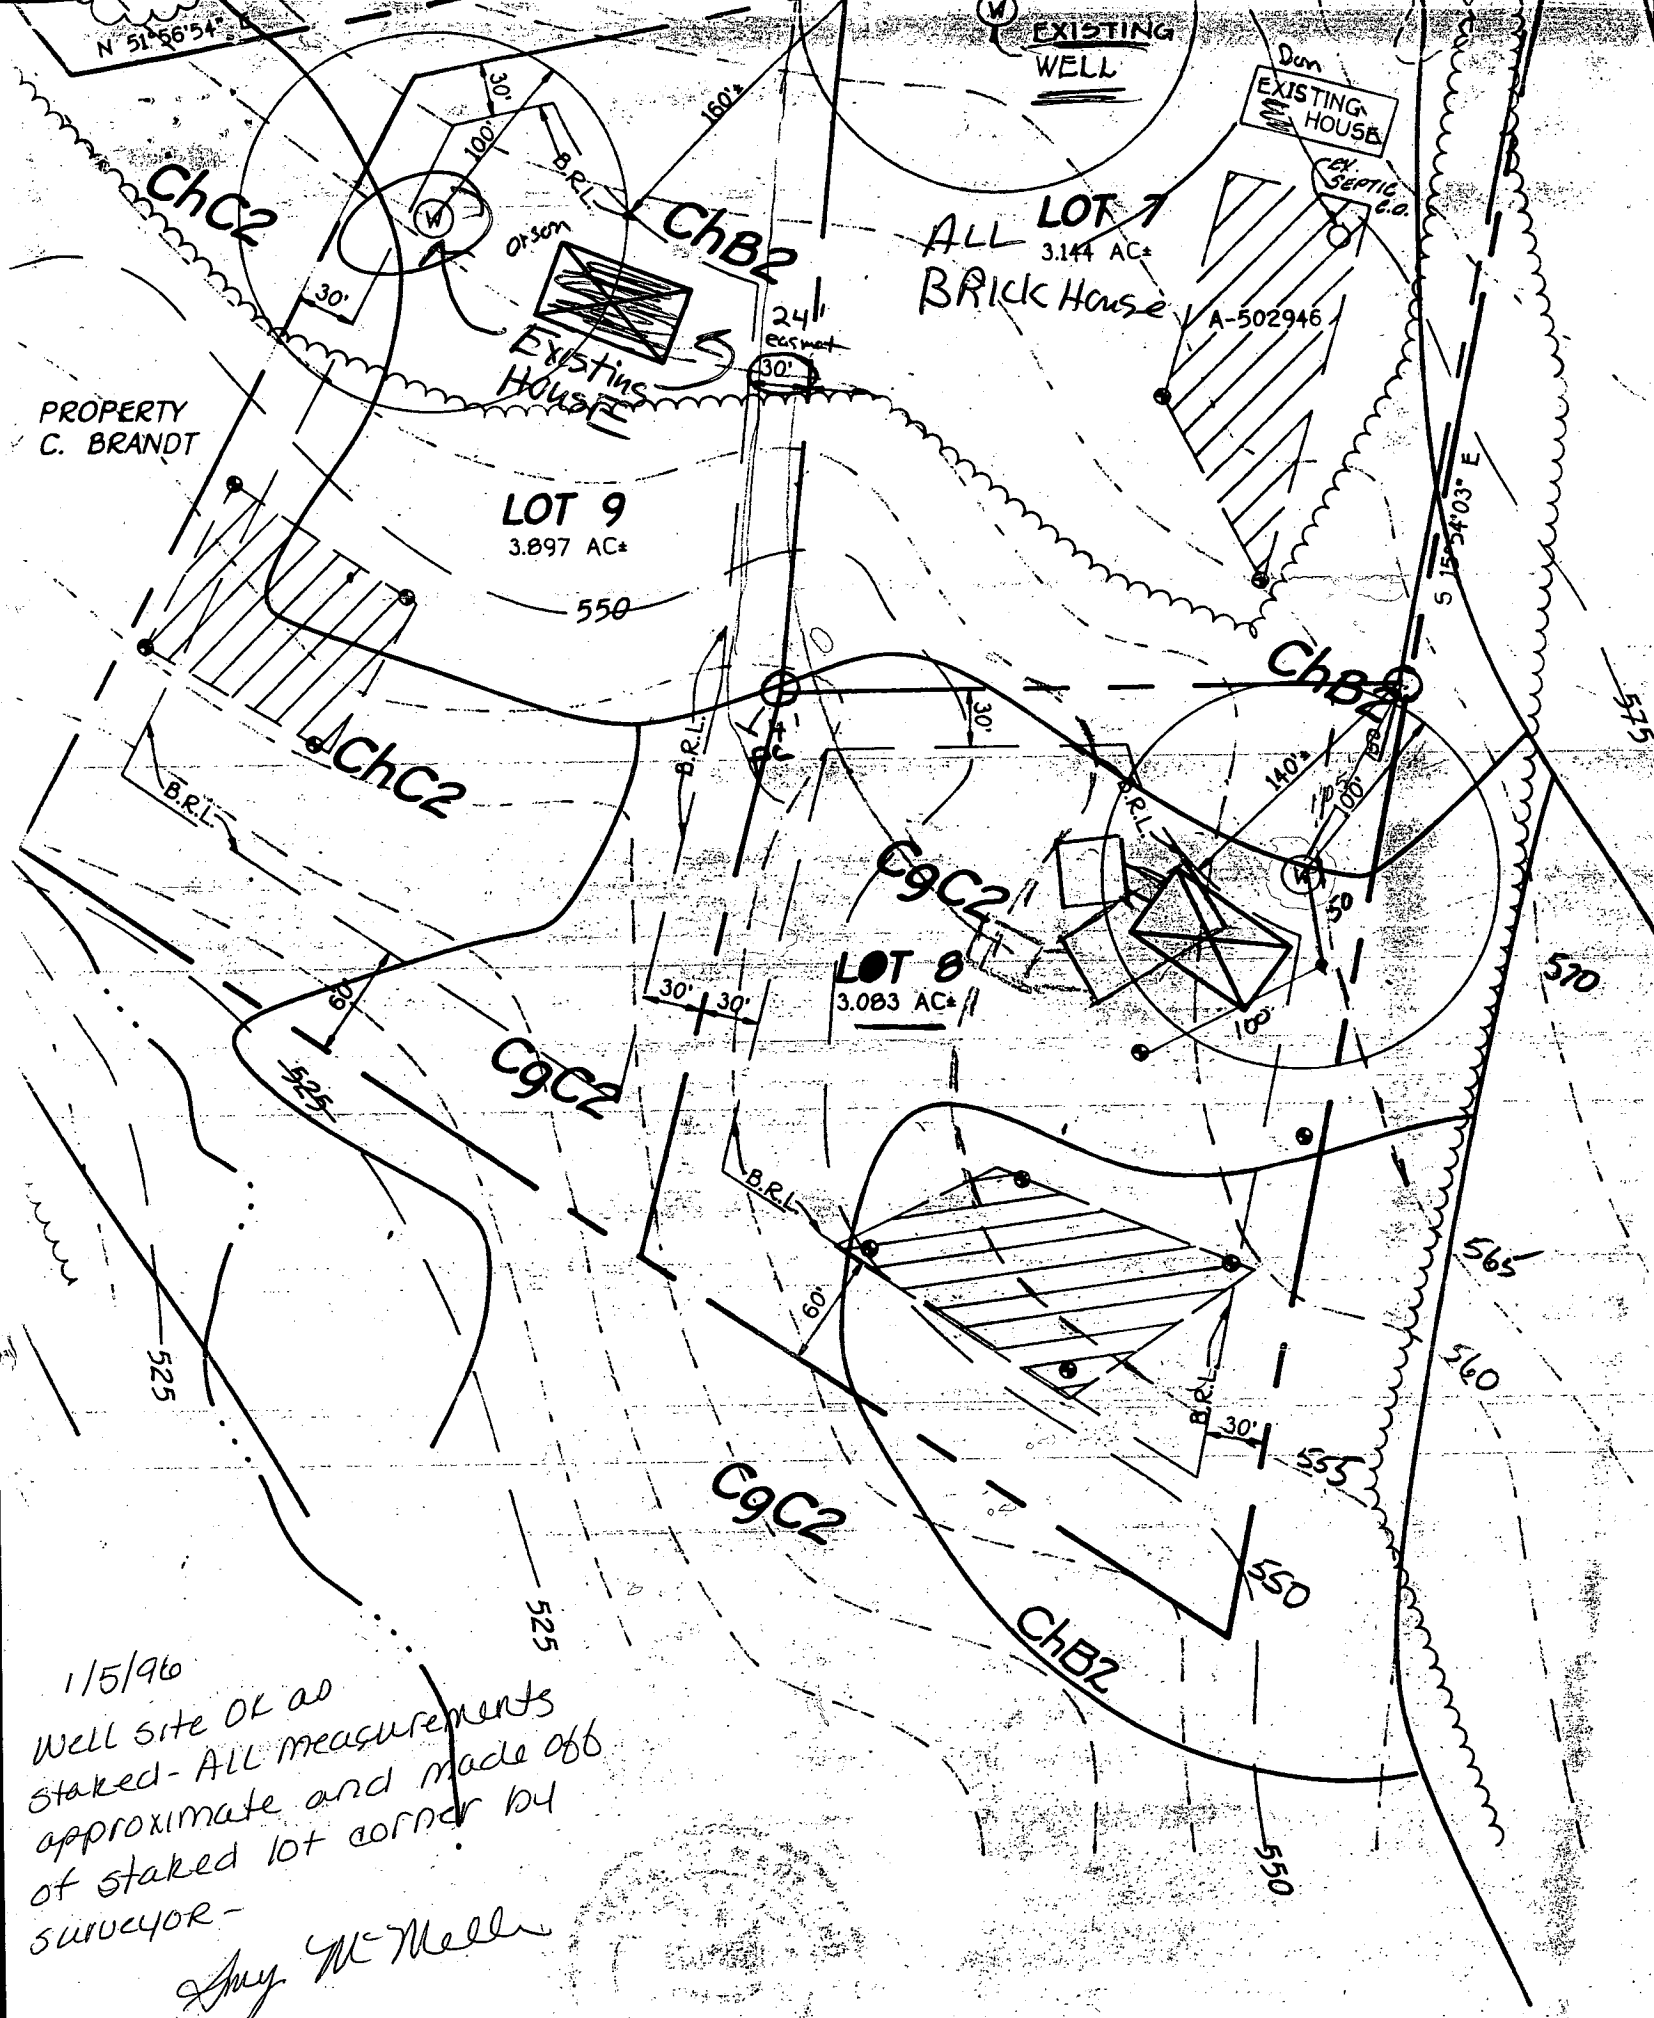 N 51°56'54" E
EXISTING
WELL
Dan
EXISTING
HOUSE
EX.
SEPTIC
C.O.
30'
100'
160'±
B.R.L.
ChC2
W
orson
ChB2
LOT 7
3.144 AC±
ALL
BRICK House
A-502946
30'
24'
easmat
30'
Existing
House
PROPERTY
C. BRANDT
LOT 9
3.897 AC±
550
S 15°54'03" E
ChB2
575
B.R.L.
30'
140'±
100'
B.R.L.
ChC2
B.R.L.
CgC2
W
50
LOT 8
3.083 AC±
30'
30'
100'
570
60'
525
CgC2
B.R.L.
60'
565
560
B.R.L.
30'
555
525
CgC2
550
525
ChB2
550
1/5/96
Well site OK as
staked - ALL measurements
approximate and made off
of staked lot corner by
surveyor -
Amy McMelle